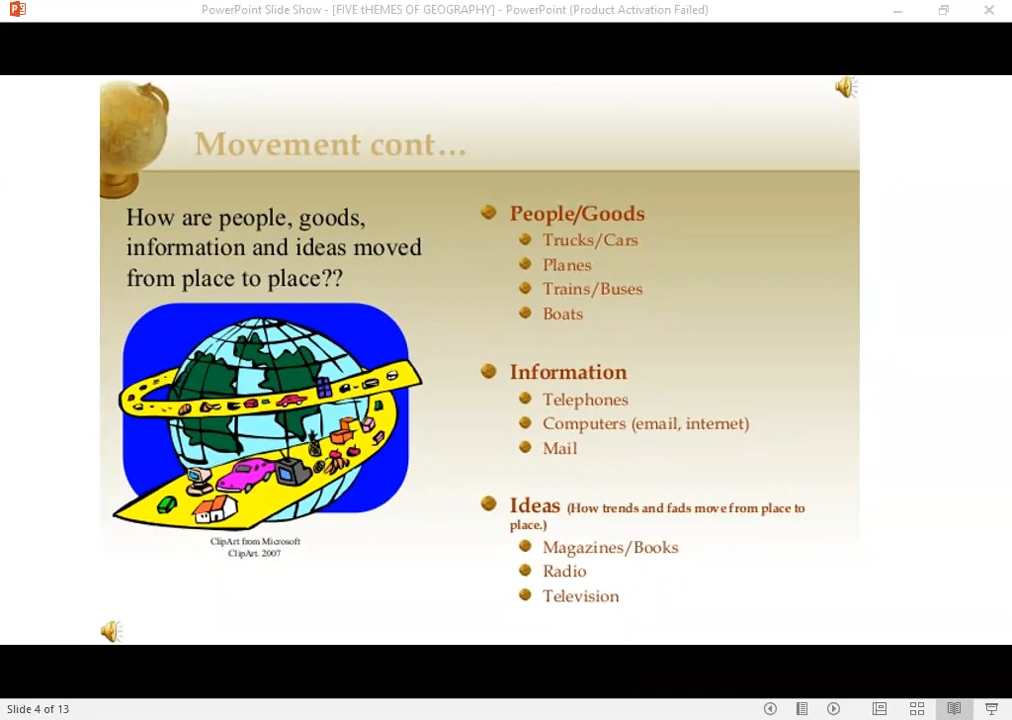 PowerPoint Slide Show - [FIVE tHEMES OF GEOGRAPHY] - PowerPoint (Product Activation Failed)
Movement cont…
How are people, goods,
information and ideas moved
from place to place??
ClipArt from Microsoft
ClipArt. 2007
People/Goods
Trucks/Cars
Planes
Trains/Buses
Boats
Information
Telephones
Computers (email, internet)
Mail
Ideas (How trends and fads move from place to
place.)
Magazines/Books
Radio
Television
Slide 4 of 13